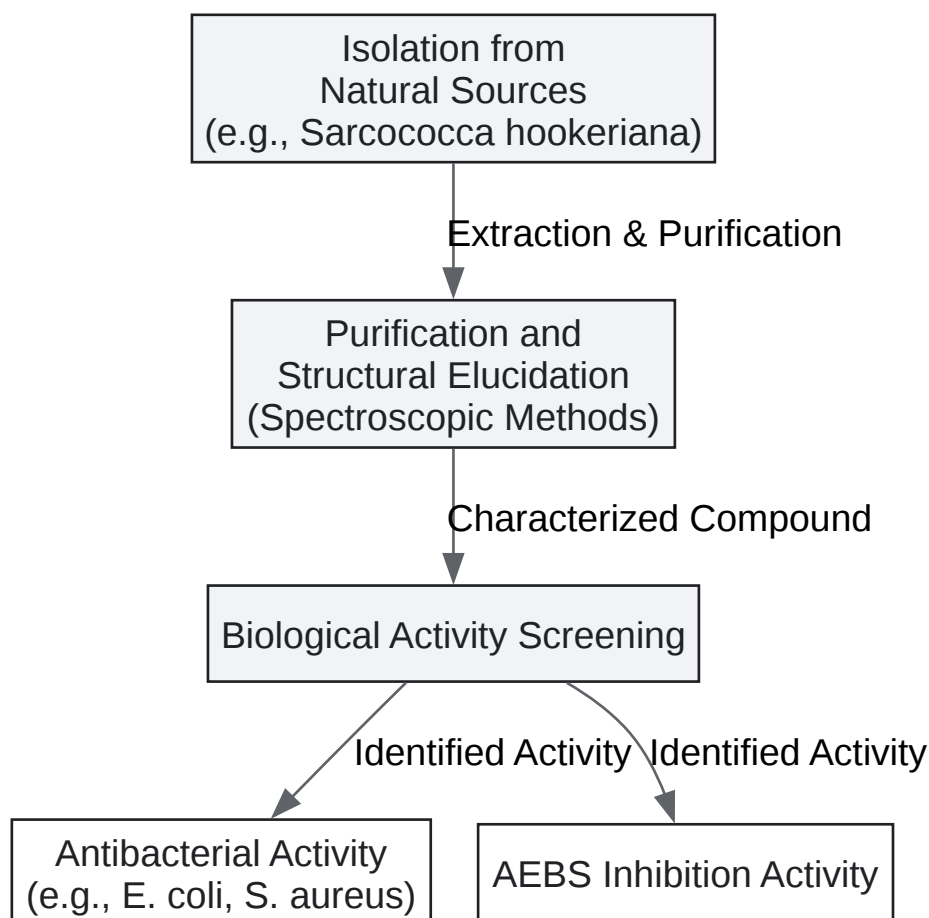 Isolation from
Natural Sources
(e.g., Sarcococca hookeriana)
Extraction & Purification
Purification and
Structural Elucidation
(Spectroscopic Methods)
Characterized Compound
Biological Activity Screening
Identified Activity
Identified Activity
Antibacterial Activity
(e.g., E. coli, S. aureus)
AEBS Inhibition Activity